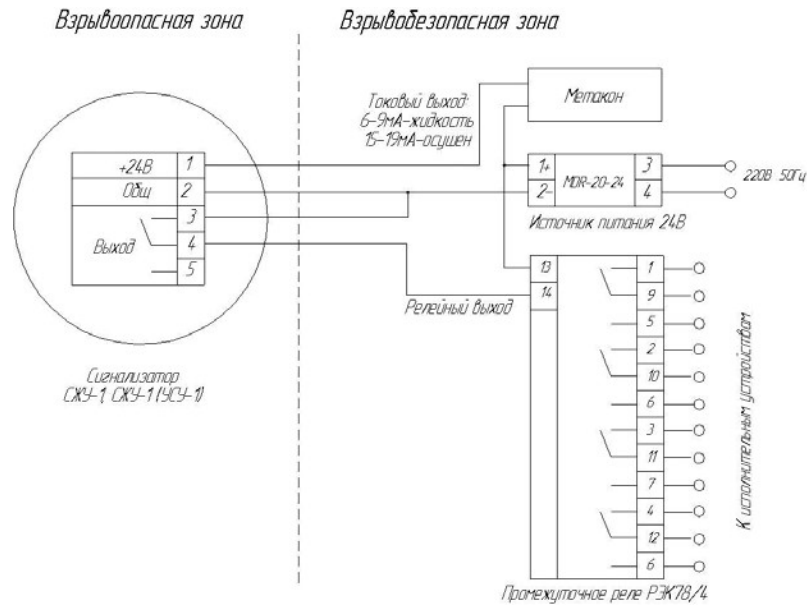 Взрывоопасная зона
Взрывобезопасная зона
Токовый выход:
6-9мА-жидкость
15-19мА-осушен
Метакон
+24В 1
Общ 2
3
Выход 4
5
1+ MDR-20-24 3
2- 4
220В 50Гц
Источник питания 24В
Релейный выход
13 1
14 9
5
2
10
6
3
11
7
4
12
6
К исполнительным устройствам
Сигнализатор
СЖУ-1, СЖУ-1 (УСУ-1)
Промежуточное реле РЭК78/4